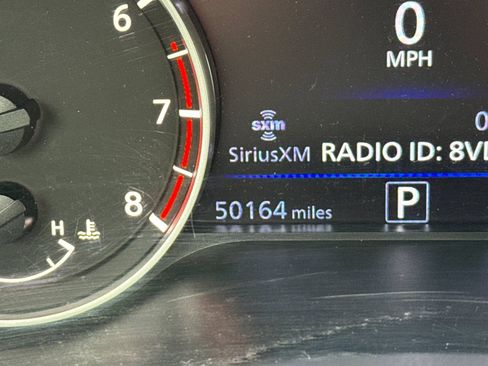 6
7
8
H
0
MPH
sxm
SiriusXM RADIO ID:
50164 miles
P